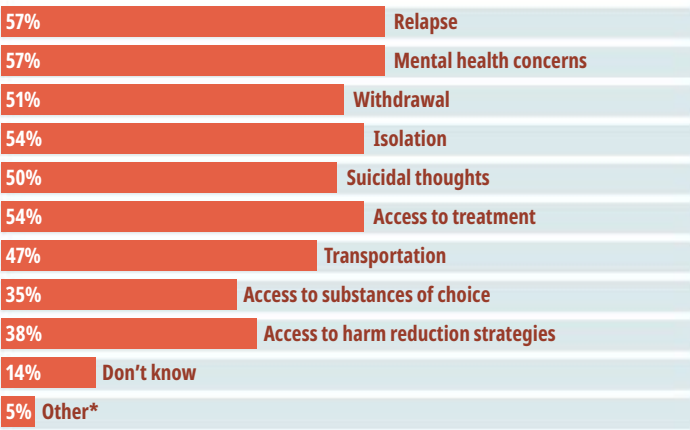 57% Relapse
57% Mental health concerns
51% Withdrawal
54% Isolation
50% Suicidal thoughts
54% Access to treatment
47% Transportation
35% Access to substances of choice
38% Access to harm reduction strategies
14% Don’t know
5% Other*